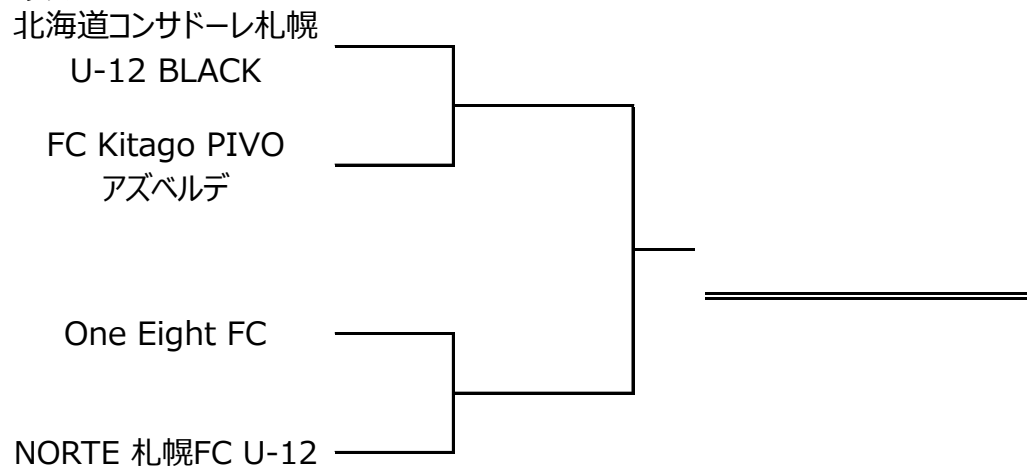 北海道コンサドーレ札幌
U-12 BLACK
FC Kitago PIVO
アズベルデ
One Eight FC
NORTE 札幌FC U-12